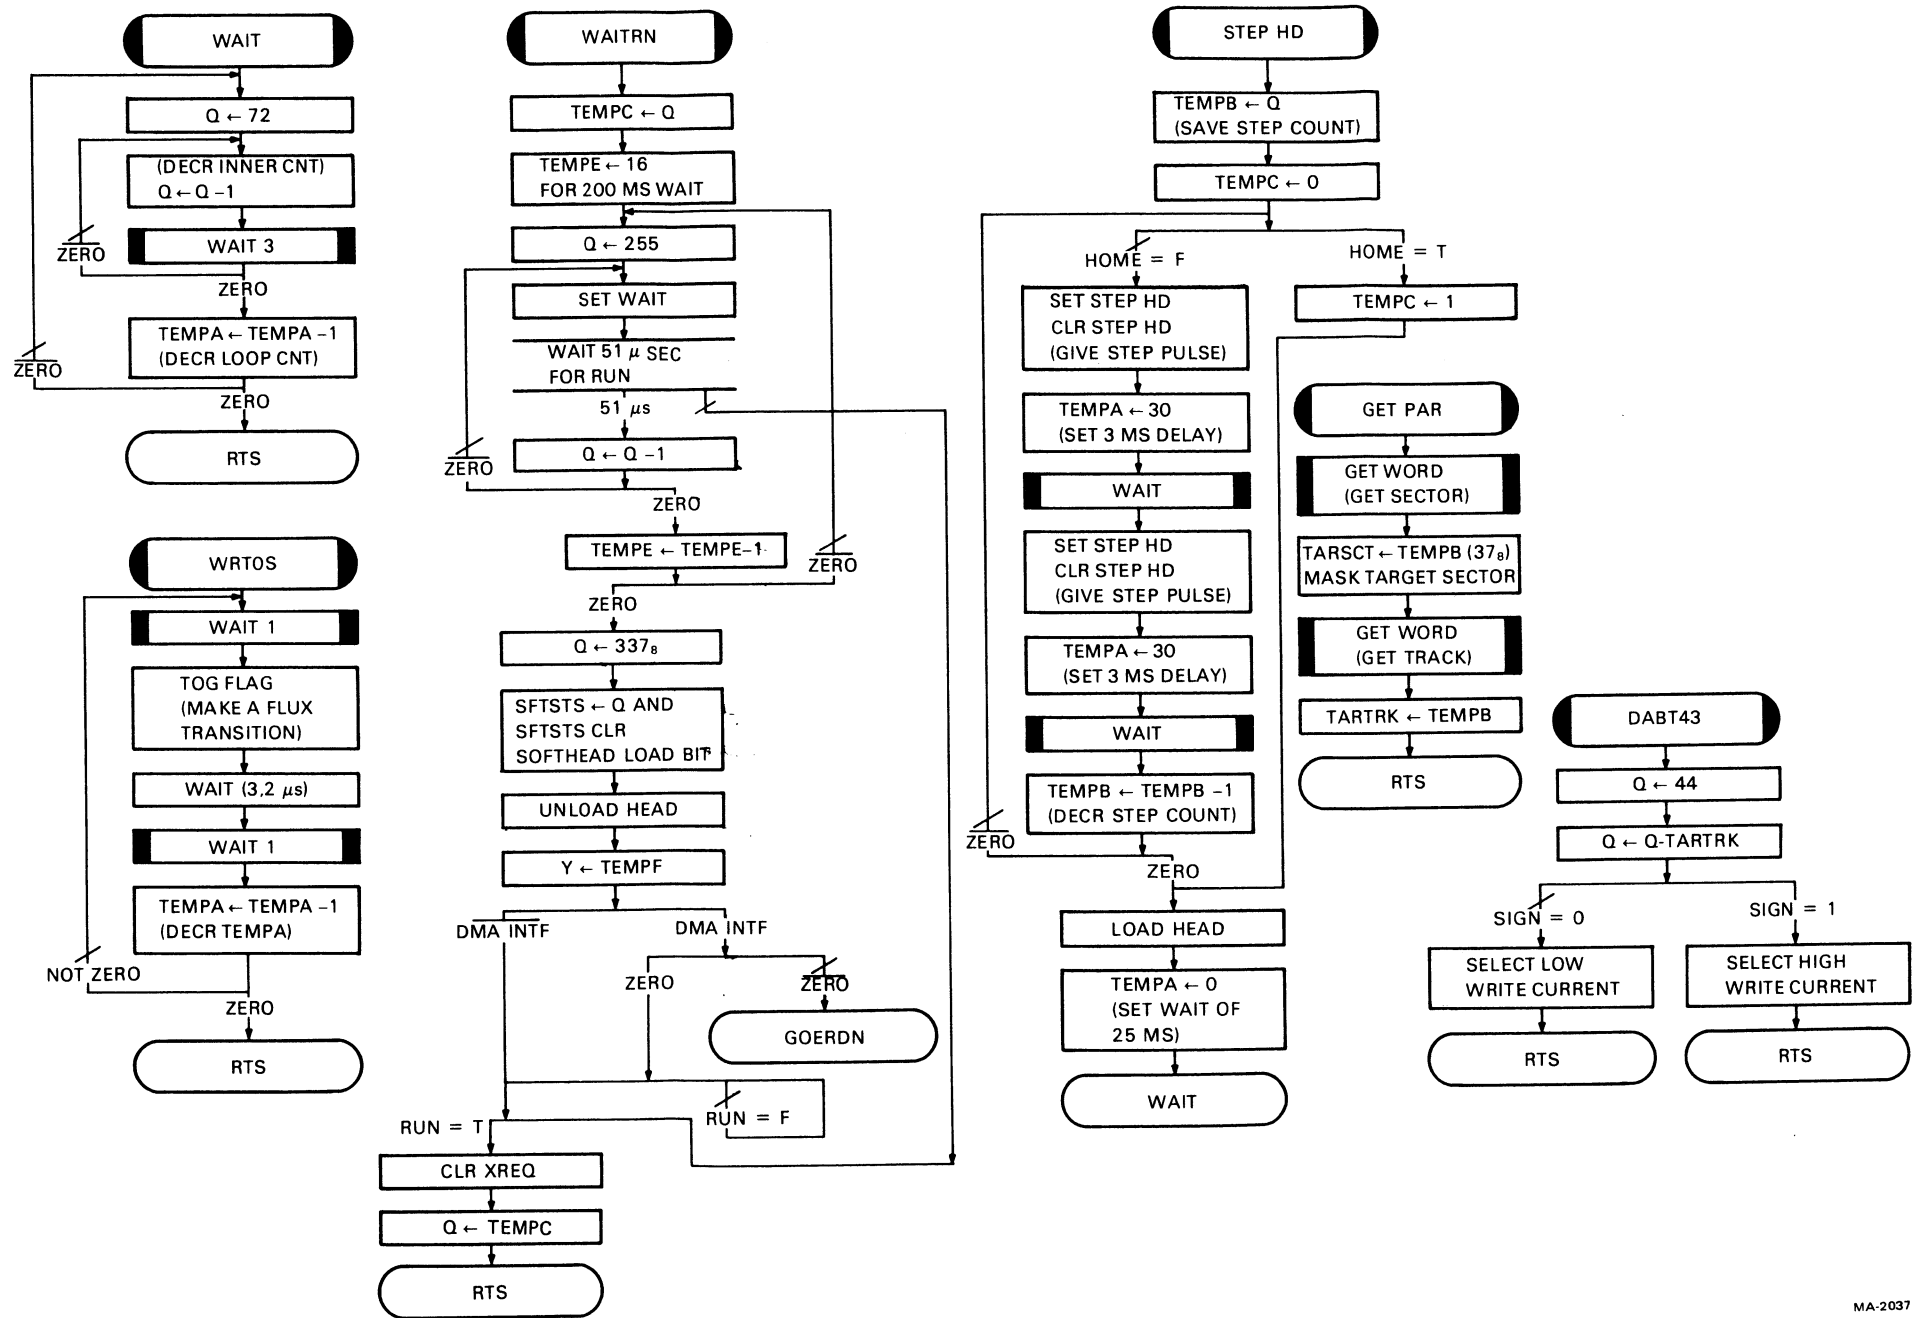 WAIT
Q ← 72
(DECR INNER CNT)
Q ← Q -1
WAIT 3
ZERO
ZERO
TEMPA ← TEMPA -1
(DECR LOOP CNT)
ZERO
ZERO
RTS
WRT0S
WAIT 1
TOG FLAG
(MAKE A FLUX
TRANSITION)
WAIT (3,2 µs)
WAIT 1
TEMPA ← TEMPA -1
(DECR TEMPA)
NOT ZERO
ZERO
RTS
WAITRN
TEMPC ← Q
TEMPE ← 16
FOR 200 MS WAIT
Q ← 255
SET WAIT
WAIT 51 µ SEC
FOR RUN
51 µs
Q ← Q -1
ZERO
ZERO
TEMPE ← TEMPE-1
ZERO
ZERO
Q ← 337₈
SFTSTS ← Q AND
SFTSTS CLR
SOFTHEAD LOAD BIT
UNLOAD HEAD
Y ← TEMPF
DMA INTF
DMA INTF
ZERO
ZERO
GOERDN
RUN = T
RUN = F
CLR XREQ
Q ← TEMPC
RTS
STEP HD
TEMPB ← Q
(SAVE STEP COUNT)
TEMPC ← 0
HOME = F
HOME = T
SET STEP HD
CLR STEP HD
(GIVE STEP PULSE)
TEMPC ← 1
TEMPA ← 30
(SET 3 MS DELAY)
WAIT
SET STEP HD
CLR STEP HD
(GIVE STEP PULSE)
TEMPA ← 30
(SET 3 MS DELAY)
WAIT
TEMPB ← TEMPB -1
(DECR STEP COUNT)
ZERO
ZERO
LOAD HEAD
TEMPA ← 0
(SET WAIT OF
25 MS)
WAIT
GET PAR
GET WORD
(GET SECTOR)
TARSCT ← TEMPB (37₈)
MASK TARGET SECTOR
GET WORD
(GET TRACK)
TARTRK ← TEMPB
RTS
DABT43
Q ← 44
Q ← Q-TARTRK
SIGN = 0
SIGN = 1
SELECT LOW
WRITE CURRENT
SELECT HIGH
WRITE CURRENT
RTS
RTS
MA-2037